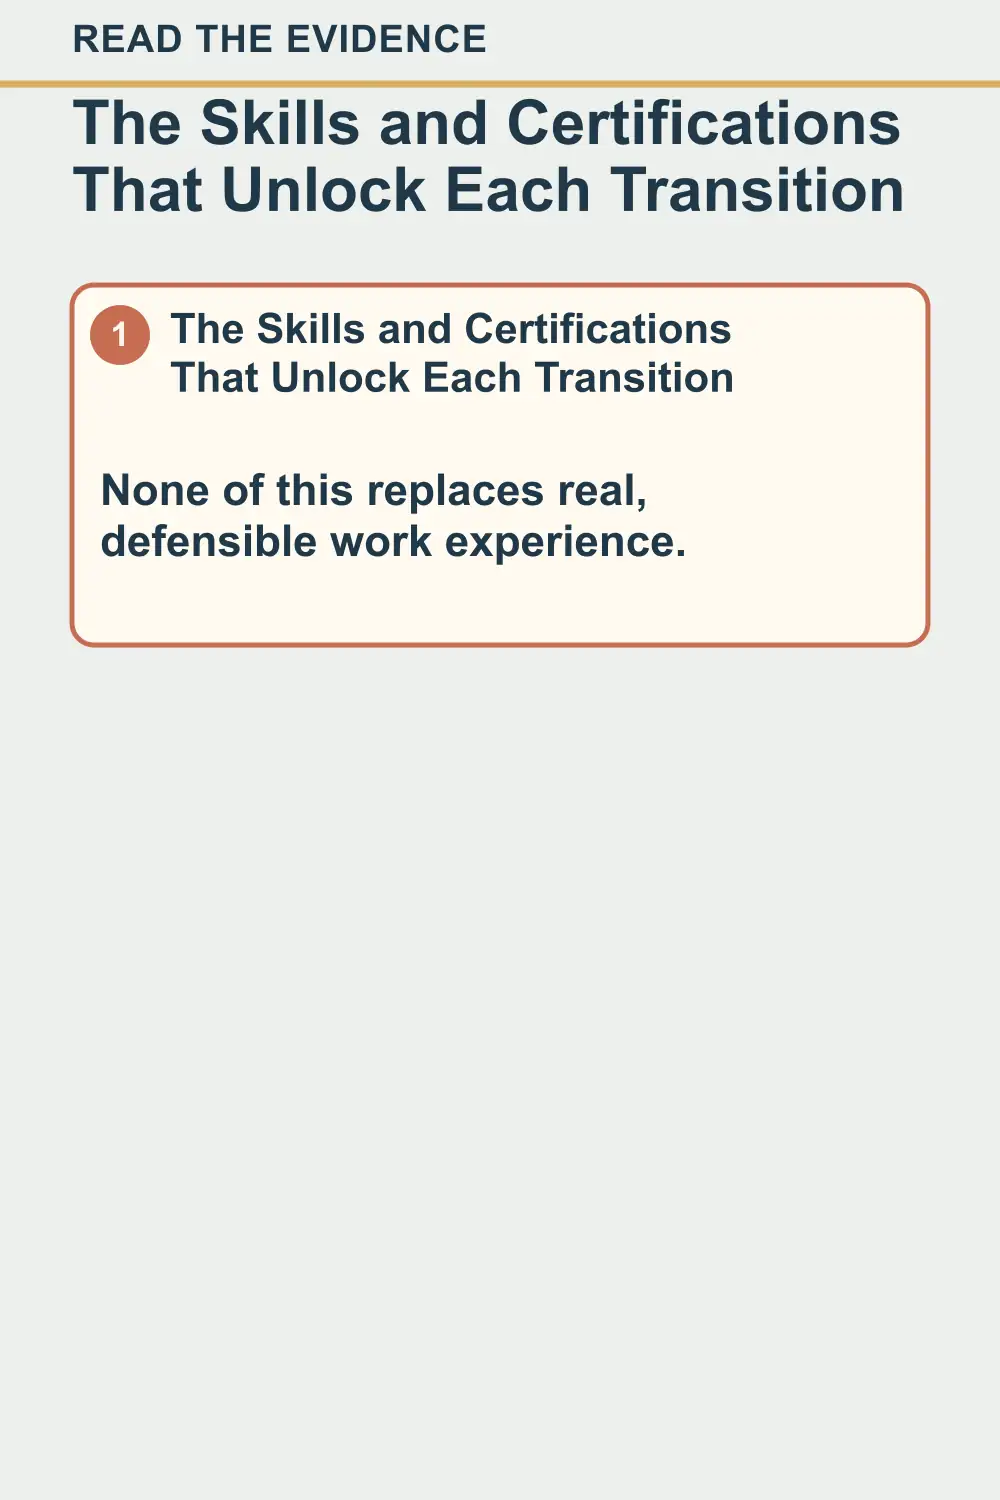 READ THE EVIDENCE
The Skills and Certifications
That Unlock Each Transition
1
The Skills and Certifications
That Unlock Each Transition
None of this replaces real,
defensible work experience.